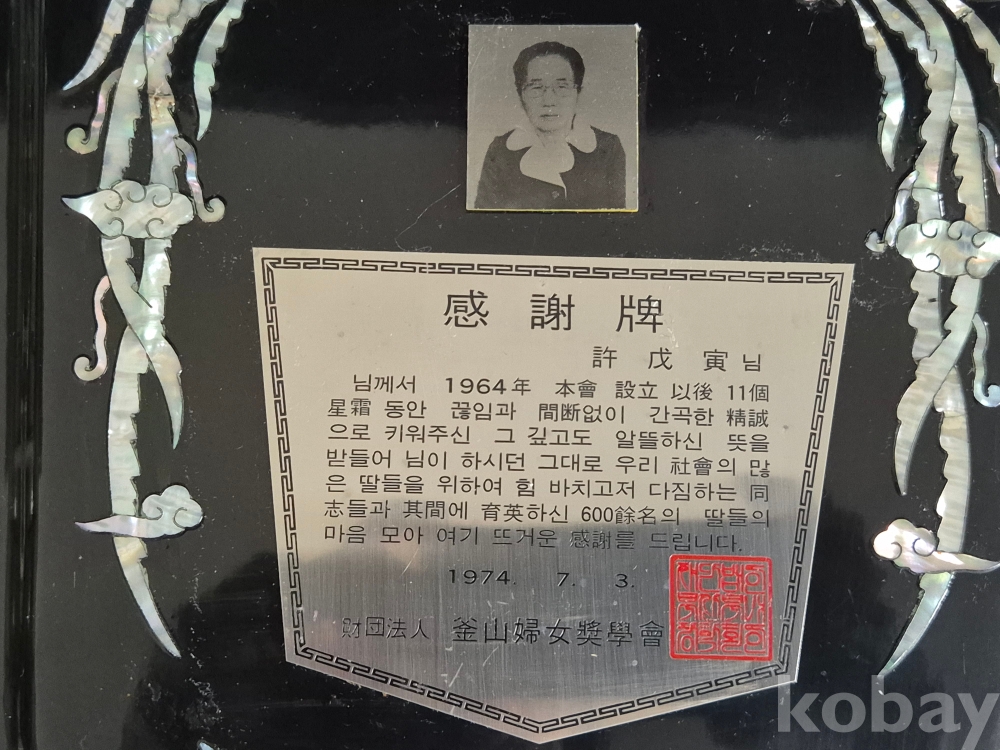 感謝牌
許戊寅님
님께서 1964年 本會 設立 以後 11個
星霜 동안 끊임과 間断없이 간곡한 精誠
으로 키워주신 그 깊고도 알뜰하신 뜻을
받들어 님이 하시던 그대로 우리 社會의 많
은 딸들을 위하여 힘 바치고저 다짐하는 同
志들과 其間에 育英하신 600餘名의 딸들의
마음 모아 여기 뜨거운 感謝를 드립니다.
1974. 7. 3.
財団法人 釜山婦女奬學會
kobay